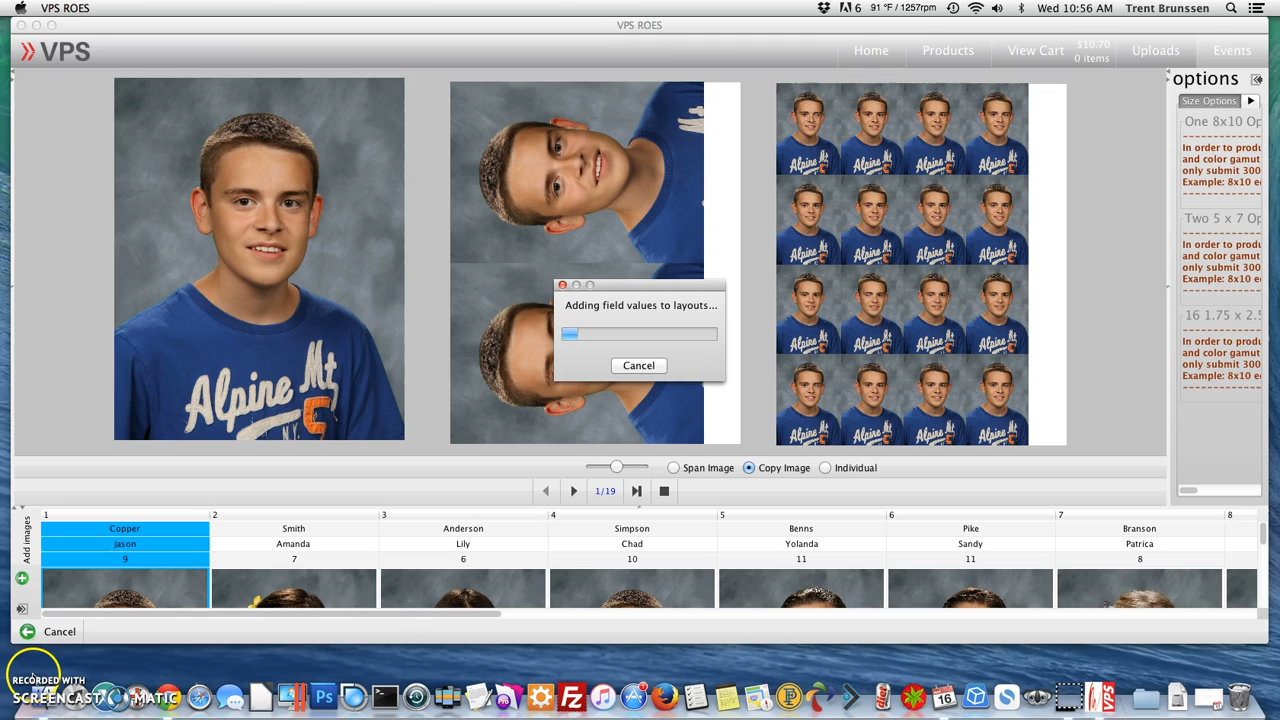 VPS ROES
6 91 °F / 1257rpm Wed 10:56 AM Trent Brunssen
VPS ROES
VPS
Home Products View Cart $10.70 0 items Uploads Events
options
Size Options
One 8x10 Op
In order to produ
and color gamut
only submit 300
Example: 8x10 e
Two 5 x 7 Op
In order to produ
and color gamut
only submit 300
Example: 8x10 e
16 1.75 x 2.5
In order to produ
and color gamut
only submit 300
Example: 8x10 e
Alpine Mt
N.Y.
Adding field values to layouts...
Cancel
Span Image Copy Image Individual
1/19
Add images
1 2 3 4 5 6 7 8
Copper Smith Anderson Simpson Benns Pike Branson
Jason Amanda Lily Chad Yolanda Sandy Patrica
9 7 6 10 11 11 8
Cancel
RECORDED WITH
SCREENCAST MATIC
Ps
Fz
16
VPS